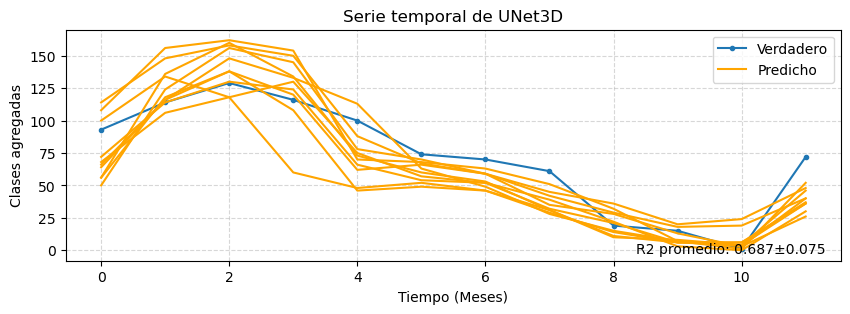 Serie temporal de UNet3D
Clases agregadas
150
125
100
75
50
25
0
Verdadero
Predicho
R2 promedio: 0.687±0.075
0
2
4
6
8
10
Tiempo (Meses)